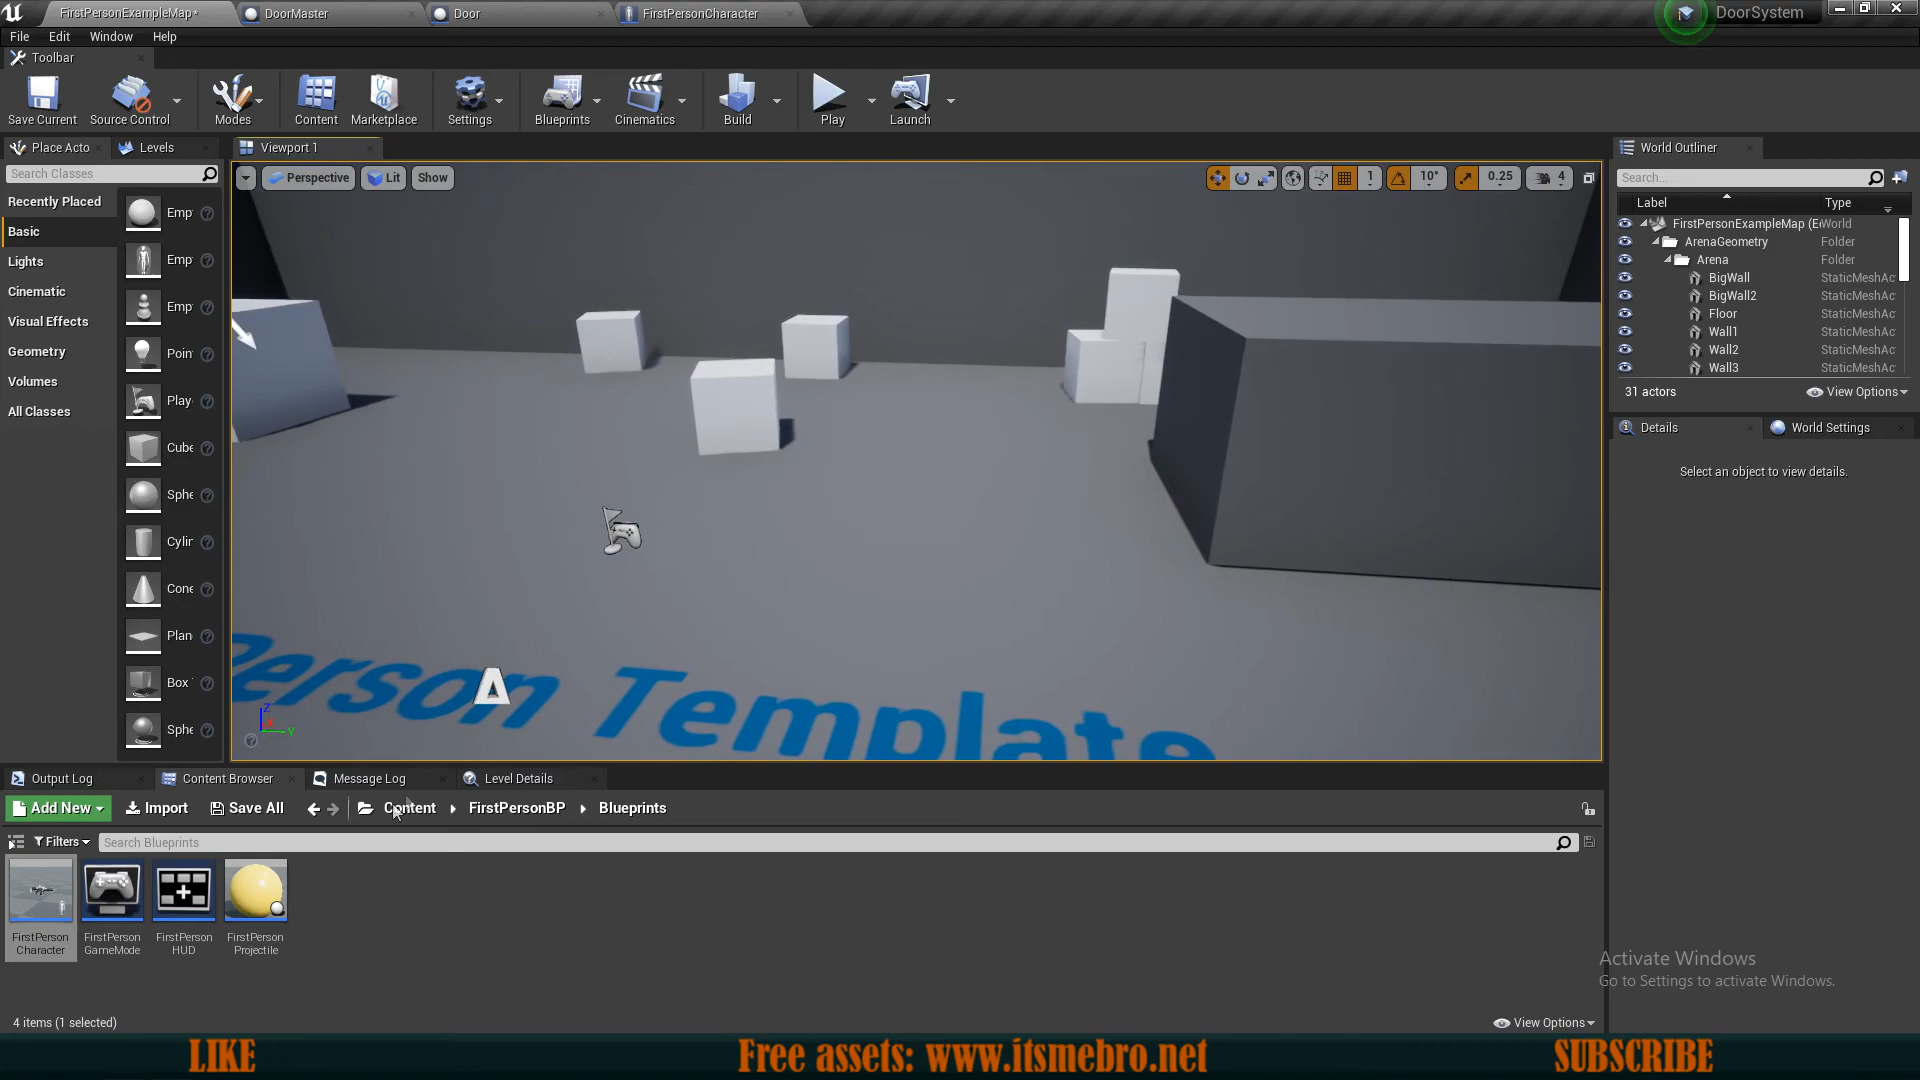 FirstPersonExampleMap*
DoorMaster
Door
FirstPersonCharacter
DoorSystem
File
Edit
Window
Help
Toolbar
Save Current
Source Control
Modes
Content
Marketplace
Settings
Blueprints
Cinematics
Build
Play
Launch
Place Acto
Levels
Viewport 1
World Outliner
Search Classes
Perspective
Lit
Show
1
10°
0.25
4
Search...
Recently Placed
Basic
Lights
Cinematic
Visual Effects
Geometry
Volumes
All Classes
Emp
Emp
Emp
Poin
Play
Cube
Sphe
Cylin
Cone
Plan
Box
Sphe
Person Template
Z
Y
Label
Type
FirstPersonExampleMap (E
World
ArenaGeometry
Folder
Arena
Folder
BigWall
StaticMeshAc
BigWall2
StaticMeshAc
Floor
StaticMeshAc
Wall1
StaticMeshAc
Wall2
StaticMeshAc
Wall3
StaticMeshAc
31 actors
View Options
Details
World Settings
Select an object to view details.
Output Log
Content Browser
Message Log
Level Details
Add New
Import
Save All
Content
FirstPersonBP
Blueprints
Filters
Search Blueprints
FirstPerson
Character
FirstPerson
GameMode
FirstPerson
HUD
FirstPerson
Projectile
Activate Windows
Go to Settings to activate Windows.
4 items (1 selected)
View Options
LIKE
Free assets: www.itsmebro.net
SUBSCRIBE